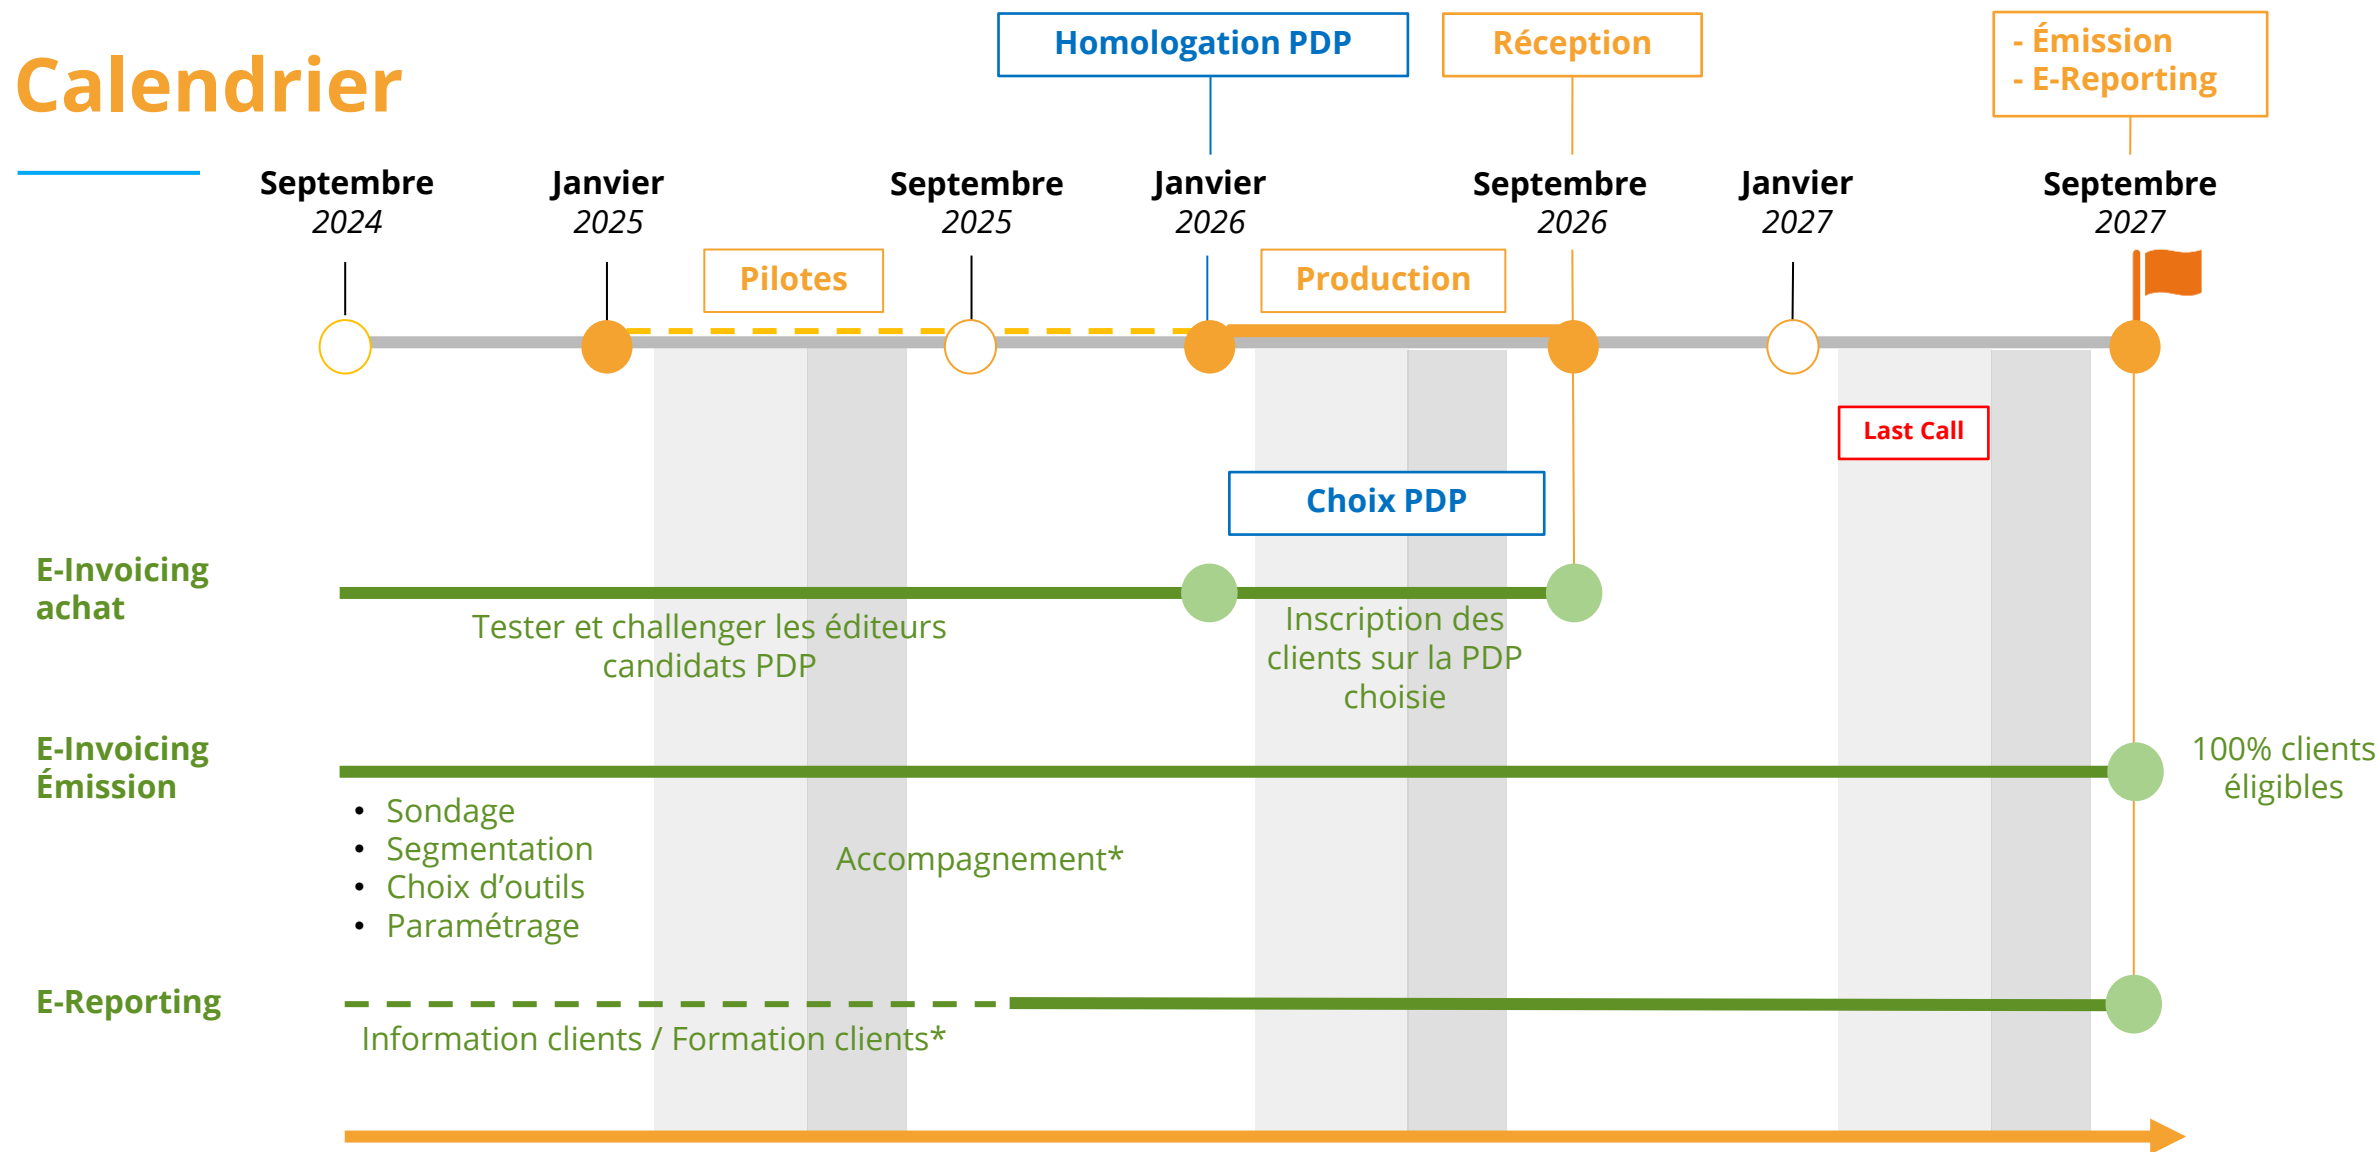 Calendrier
Homologation PDP
Réception
- Émission
- E-Reporting
Septembre
2024
Janvier
2025
Septembre
2025
Janvier
2026
Septembre
2026
Janvier
2027
Septembre
2027
Pilotes
Production
Last Call
Choix PDP
E-Invoicing
achat
Tester et challenger les éditeurs
candidats PDP
Inscription des
clients sur la PDP
choisie
E-Invoicing
Émission
100% clients
éligibles
• Sondage
• Segmentation
• Choix d’outils
• Paramétrage
Accompagnement*
E-Reporting
Information clients / Formation clients*